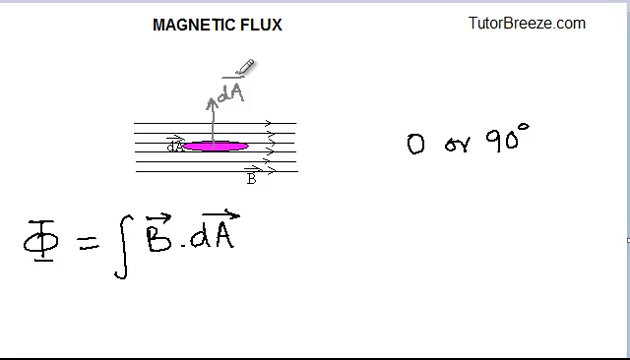 MAGNETIC FLUX
TutorBreeze.com
dA
dA
B
0 or 90°
Φ = ∫ B⃗ . dA⃗